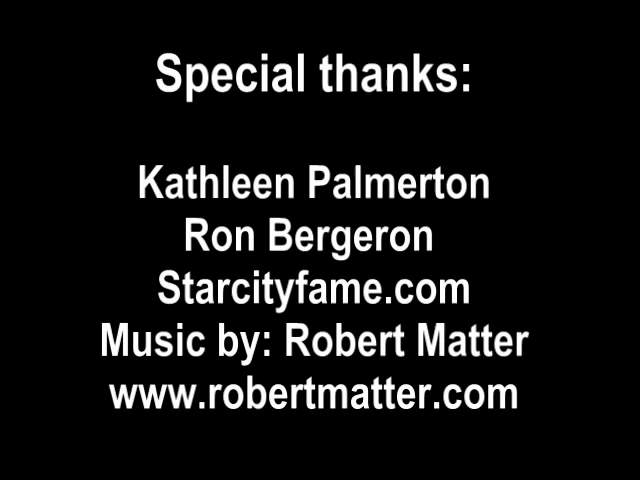 Special thanks:
Kathleen Palmerton
Ron Bergeron
Starcityfame.com
Music by: Robert Matter
www.robertmatter.com